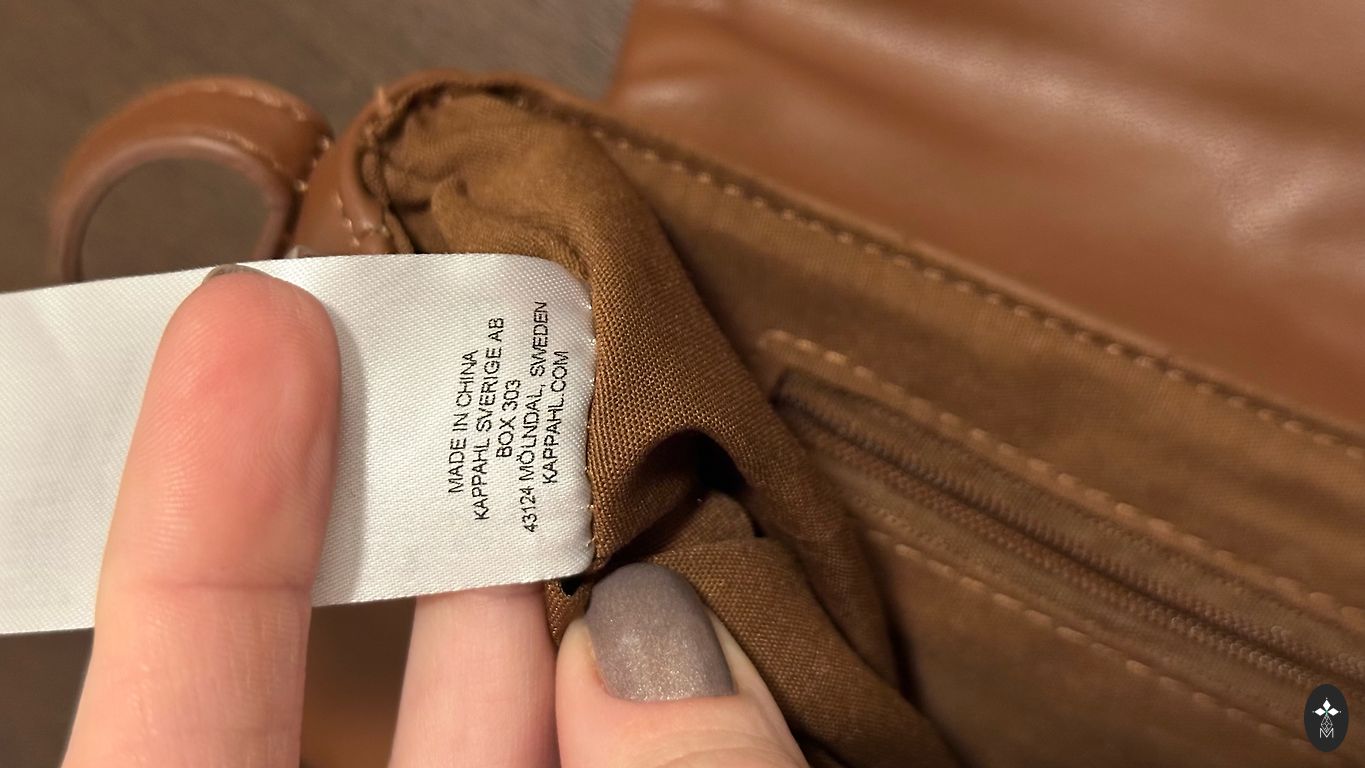 MADE IN CHINA
KAPPAHL SVERIGE AB
BOX 303
43124 MÖLNDAL, SWEDEN
KAPPAHL.COM
M